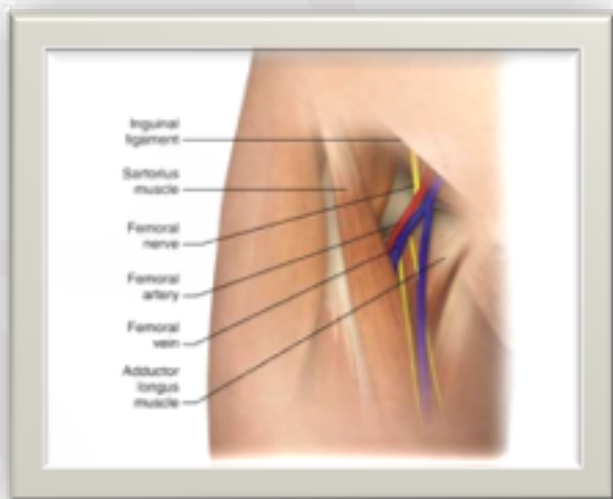 Inguinal
ligament
Sartorius
muscle
Femoral
nerve
Femoral
artery
Femoral
vein
Adductor
longus
muscle